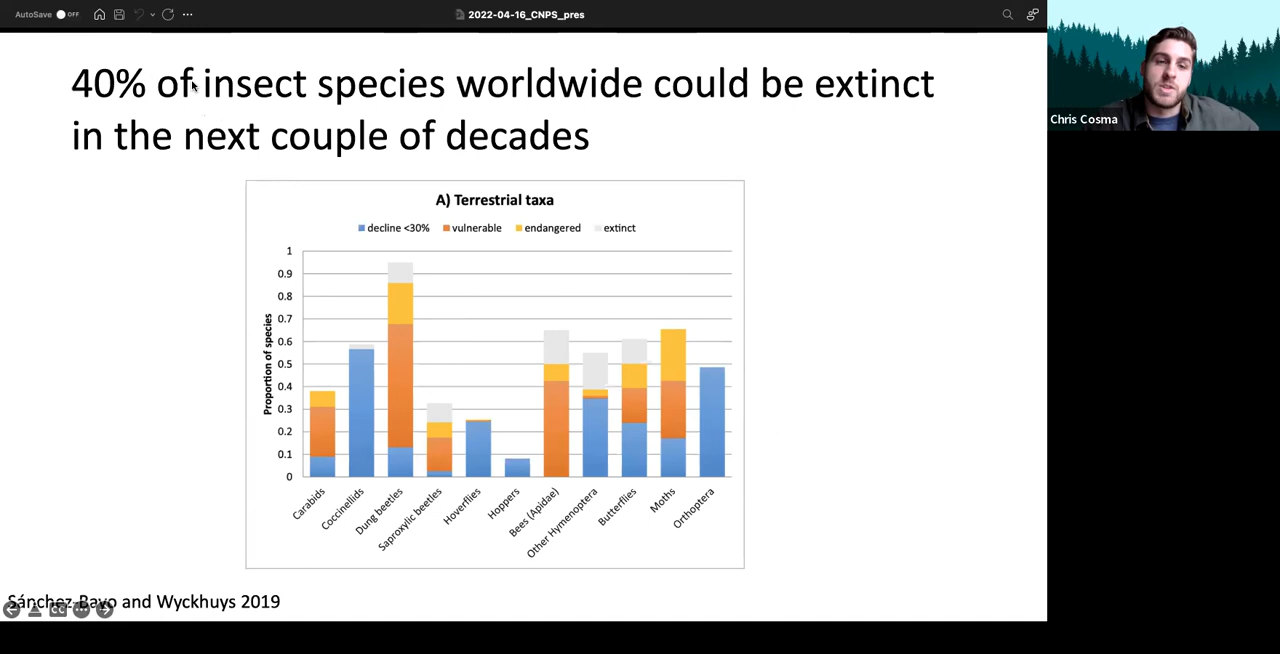 AutoSave OFF
2022-04-16_CNPS_pres
Chris Cosma
40% of insect species worldwide could be extinct
in the next couple of decades
A) Terrestrial taxa
decline <30% vulnerable endangered extinct
Proportion of species
1
0.9
0.8
0.7
0.6
0.5
0.4
0.3
0.2
0.1
0
Carabids
Coccinellids
Dung beetles
Saproxylic beetles
Hoverflies
Hoppers
Bees (Apidae)
Other Hymenoptera
Butterflies
Moths
Orthoptera
Sánchez-Bayo and Wyckhuys 2019
CC